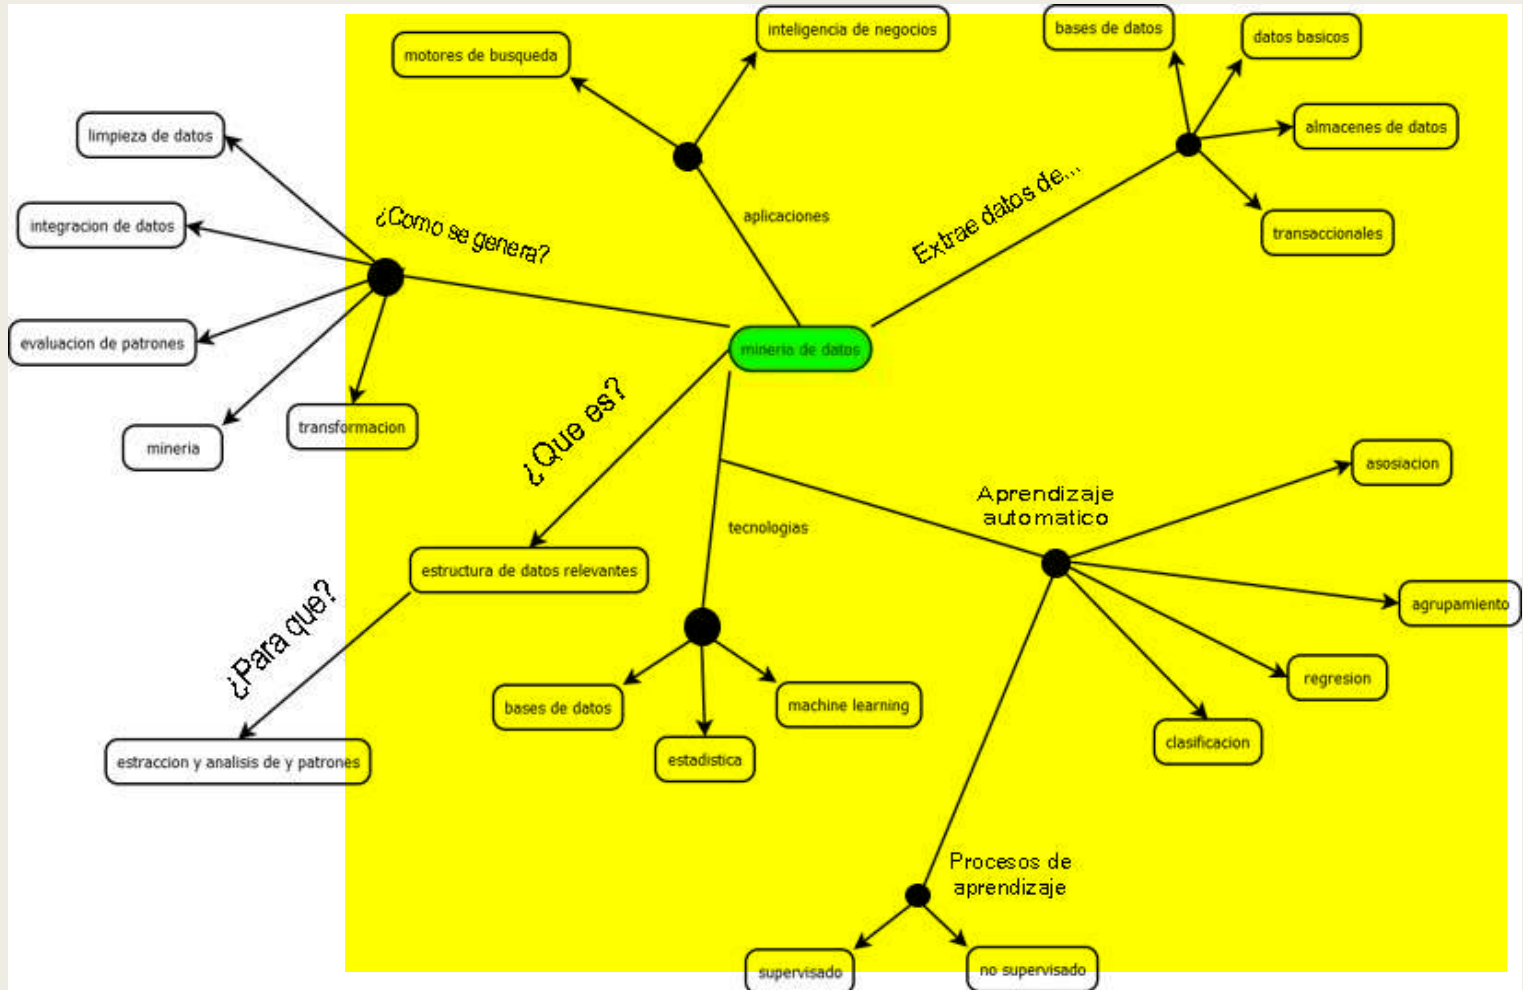 inteligencia de negocios
bases de datos
datos basicos
motores de busqueda
limpieza de datos
almacenes de datos
integracion de datos
¿Como se genera?
aplicaciones
Extrae datos de...
transaccionales
evaluacion de patrones
mineria de datos
mineria
transformacion
¿Que es?
asosiacion
Aprendizaje
automatico
tecnologias
estructura de datos relevantes
agrupamiento
¿Para que?
regresion
bases de datos
machine learning
clasificacion
estraccion y analisis de y patrones
estadistica
Procesos de
aprendizaje
supervisado
no supervisado